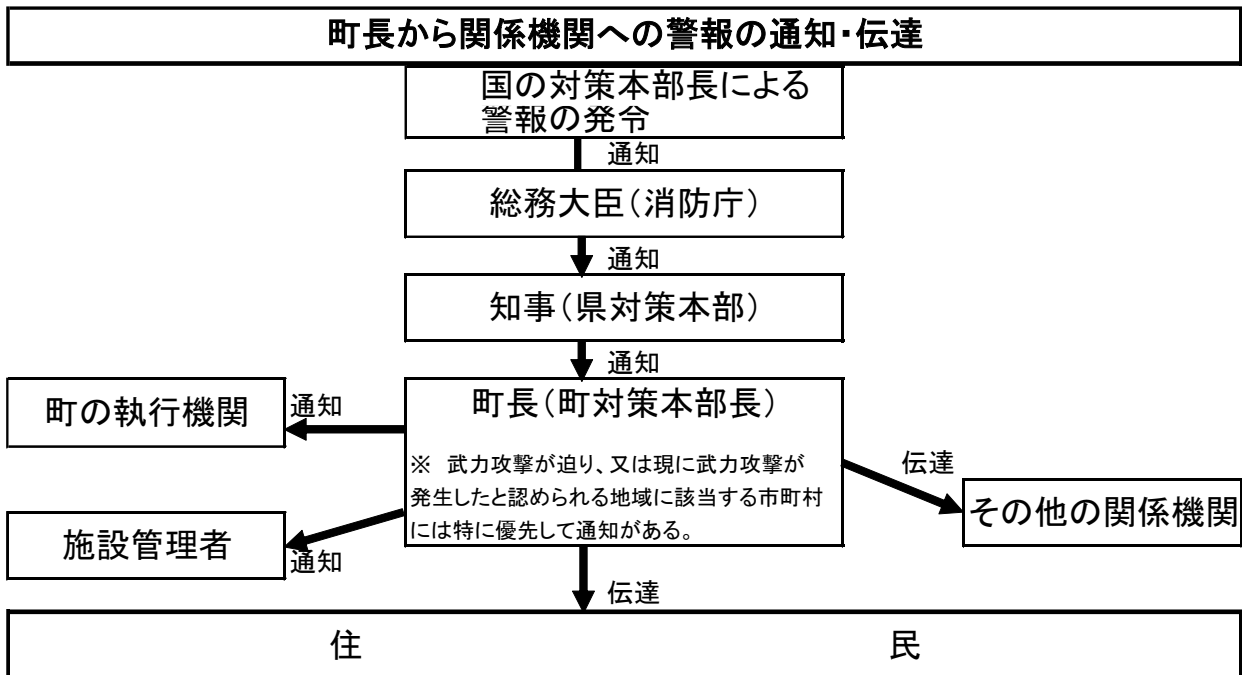 町長から関係機関への警報の通知・伝達
国の対策本部長による
警報の発令
通知
総務大臣（消防庁）
通知
知事（県対策本部）
通知
町長（町対策本部長）
※　武力攻撃が迫り、又は現に武力攻撃が
発生したと認められる地域に該当する市町村
には特に優先して通知がある。
町の執行機関
通知
施設管理者
通知
伝達
その他の関係機関
伝達
住　民